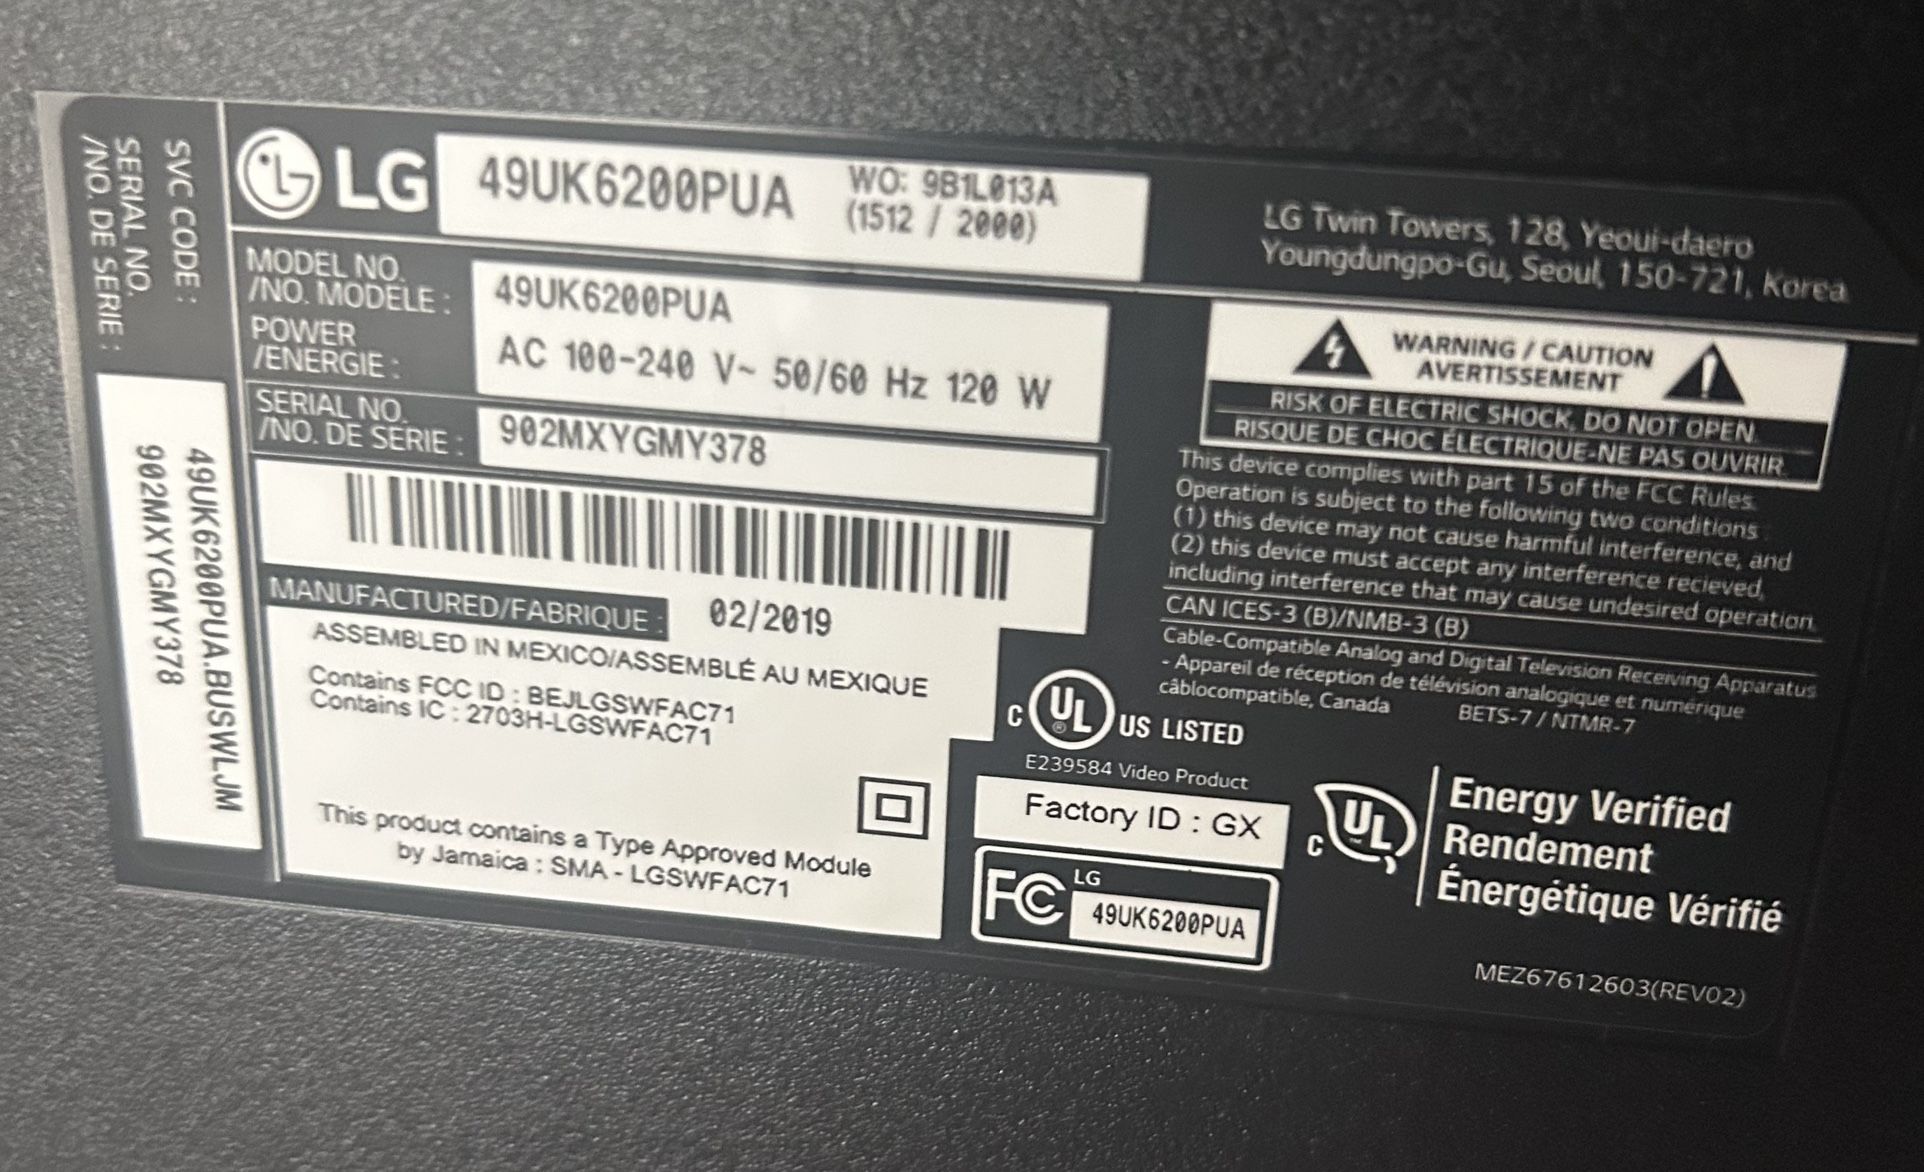 SVC CODE :
SERIAL NO.
/NO. DE SERIE :
49UK6200PUA.BUSWLJM
902MXYGMY378
LG
49UK6200PUA
WO: 9B1L013A
(1512 / 2000)
LG Twin Towers, 128, Yeoui-daero
Youngdungpo-Gu, Seoul, 150-721, Korea
MODEL NO.
/NO. MODELE :
49UK6200PUA
POWER
/ENERGIE :
AC 100-240 V~ 50/60 Hz 120 W
SERIAL NO.
/NO. DE SERIE :
902MXYGMY378
MANUFACTURED/FABRIQUE :
02/2019
ASSEMBLED IN MEXICO/ASSEMBLÉ AU MEXIQUE
Contains FCC ID : BEJLGSWFAC71
Contains IC : 2703H-LGSWFAC71
This product contains a Type Approved Module
by Jamaica : SMA - LGSWFAC71
WARNING / CAUTION
AVERTISSEMENT
RISK OF ELECTRIC SHOCK, DO NOT OPEN.
RISQUE DE CHOC ÉLECTRIQUE-NE PAS OUVRIR.
This device complies with part 15 of the FCC Rules.
Operation is subject to the following two conditions :
(1) this device may not cause harmful interference, and
(2) this device must accept any interference recieved,
including interference that may cause undesired operation.
CAN ICES-3 (B)/NMB-3 (B)
Cable-Compatible Analog and Digital Television Receiving Apparatus
- Appareil de réception de télévision analogique et numérique
câblocompatible, Canada
BETS-7 / NTMR-7
C UL ® US LISTED
E239584 Video Product
Factory ID : GX
FC
LG
49UK6200PUA
C UL
Energy Verified
Rendement
Énergétique Vérifié
MEZ67612603(REV02)